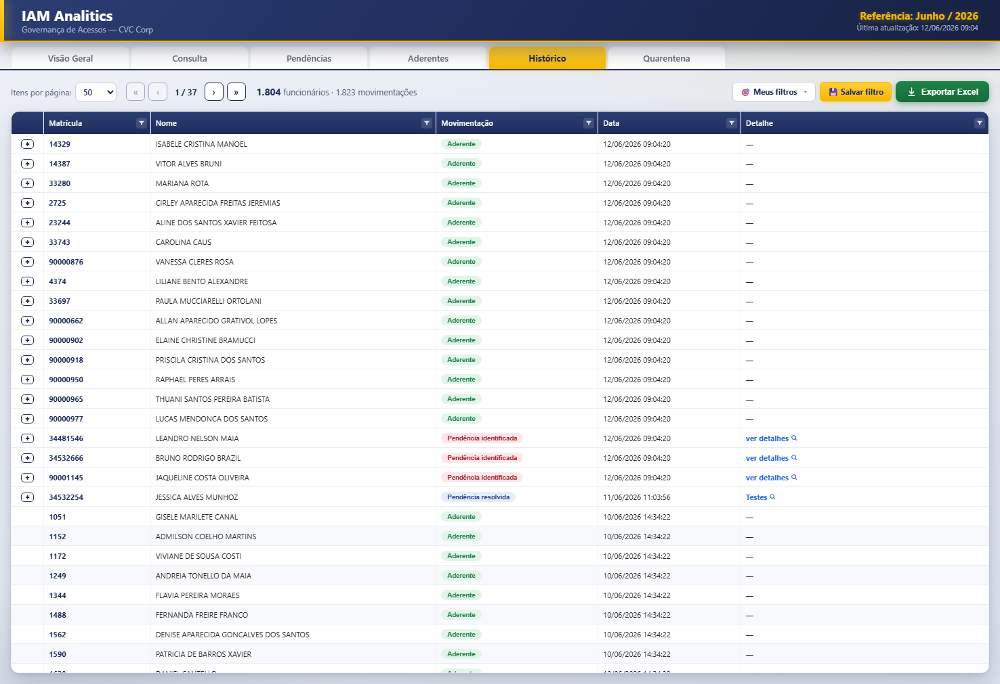 IAM Analitics
Governança de Acessos — CVC Corp
Referência: Junho / 2026
Última atualização: 12/06/2026 09:04
Visão Geral Consulta Pendências Aderentes Histórico Quarentena
Itens por página: 50 « ‹ 1 / 37 › » 1.804 funcionários · 1.823 movimentações Meus filtros Salvar filtro Exportar Excel
Matrícula Nome Movimentação Data Detalhe
+ 14329 ISABELE CRISTINA MANOEL Aderente 12/06/2026 09:04:20 —
+ 14387 VITOR ALVES BRUNI Aderente 12/06/2026 09:04:20 —
+ 33280 MARIANA ROTA Aderente 12/06/2026 09:04:20 —
+ 2725 CIRLEY APARECIDA FREITAS JEREMIAS Aderente 12/06/2026 09:04:20 —
+ 23244 ALINE DOS SANTOS XAVIER FEITOSA Aderente 12/06/2026 09:04:20 —
+ 33743 CAROLINA CAUS Aderente 12/06/2026 09:04:20 —
+ 90000876 VANESSA CLERES ROSA Aderente 12/06/2026 09:04:20 —
+ 4374 LILIANE BENTO ALEXANDRE Aderente 12/06/2026 09:04:20 —
+ 33697 PAULA MUCCIARELLI ORTOLANI Aderente 12/06/2026 09:04:20 —
+ 90000662 ALLAN APARECIDO GRATIVOL LOPES Aderente 12/06/2026 09:04:20 —
+ 90000902 ELAINE CHRISTINE BRAMUCCI Aderente 12/06/2026 09:04:20 —
+ 90000918 PRISCILA CRISTINA DOS SANTOS Aderente 12/06/2026 09:04:20 —
+ 90000950 RAPHAEL PERES ARRAIS Aderente 12/06/2026 09:04:20 —
+ 90000965 THUANI SANTOS PEREIRA BATISTA Aderente 12/06/2026 09:04:20 —
+ 90000977 LUCAS MENDONCA DOS SANTOS Aderente 12/06/2026 09:04:20 —
+ 34481546 LEANDRO NELSON MAIA Pendência identificada 12/06/2026 09:04:20 ver detalhes
+ 34532666 BRUNO RODRIGO BRAZIL Pendência identificada 12/06/2026 09:04:20 ver detalhes
+ 90001145 JAQUELINE COSTA OLIVEIRA Pendência identificada 12/06/2026 09:04:20 ver detalhes
+ 34532254 JESSICA ALVES MUNHOZ Pendência resolvida 11/06/2026 11:03:56 Testes
1051 GISELE MARILETE CANAL Aderente 10/06/2026 14:34:22 —
1152 ADMILSON COELHO MARTINS Aderente 10/06/2026 14:34:22 —
1172 VIVIANE DE SOUSA COSTI Aderente 10/06/2026 14:34:22 —
1249 ANDREIA TONELLO DA MAIA Aderente 10/06/2026 14:34:22 —
1344 FLAVIA PEREIRA MORAES Aderente 10/06/2026 14:34:22 —
1488 FERNANDA FREIRE FRANCO Aderente 10/06/2026 14:34:22 —
1562 DENISE APARECIDA GONCALVES DOS SANTOS Aderente 10/06/2026 14:34:22 —
1590 PATRICIA DE BARROS XAVIER Aderente 10/06/2026 14:34:22 —